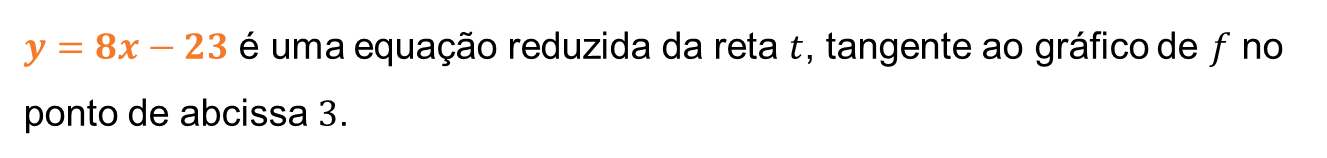 y = 8x − 23 é uma equação reduzida da reta t, tangente ao gráfico de f no
ponto de abcissa 3.